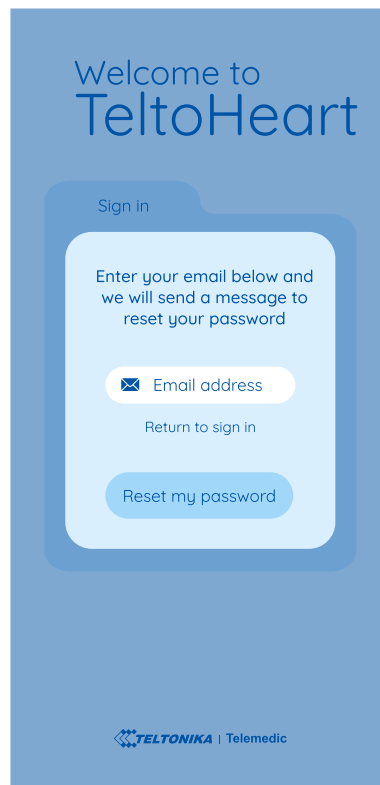 Welcome to
TeltoHeart
Sign in
Enter your email below and
we will send a message to
reset your password
Email address
Return to sign in
Reset my password
TELTONIKA | Telemedic